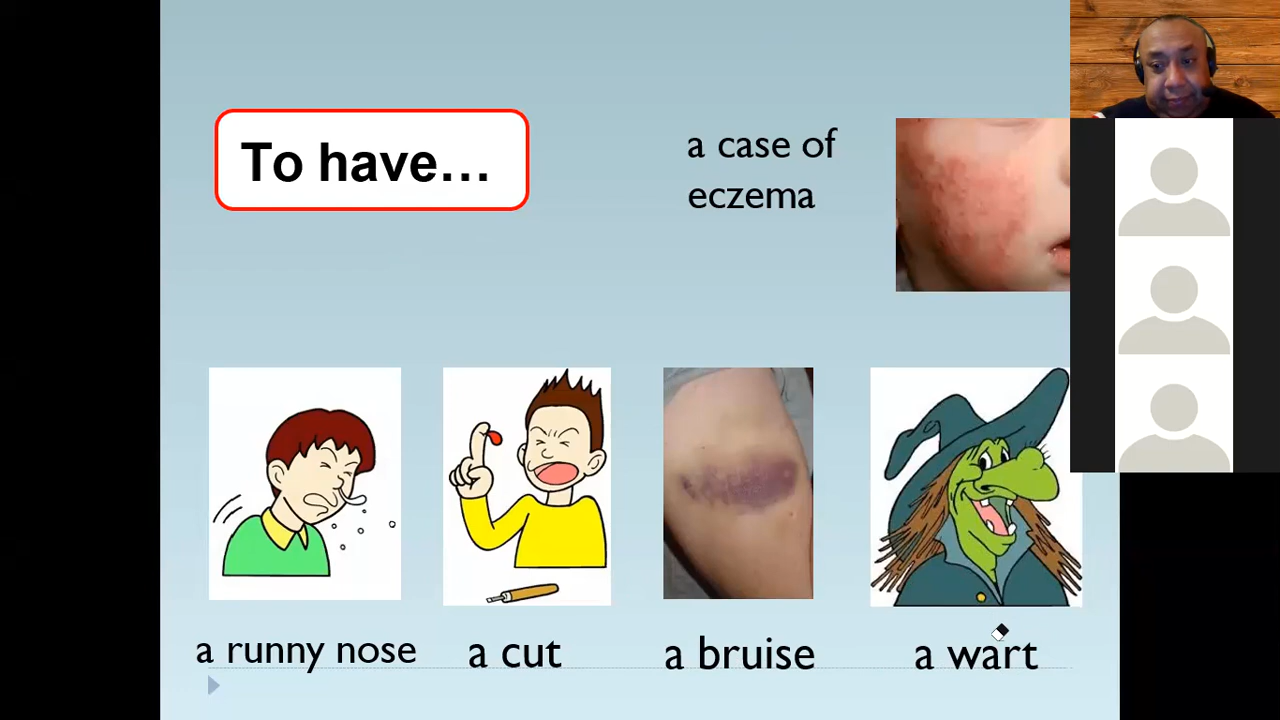 To have…
a case of
eczema
a runny nose
a cut
a bruise
a wart